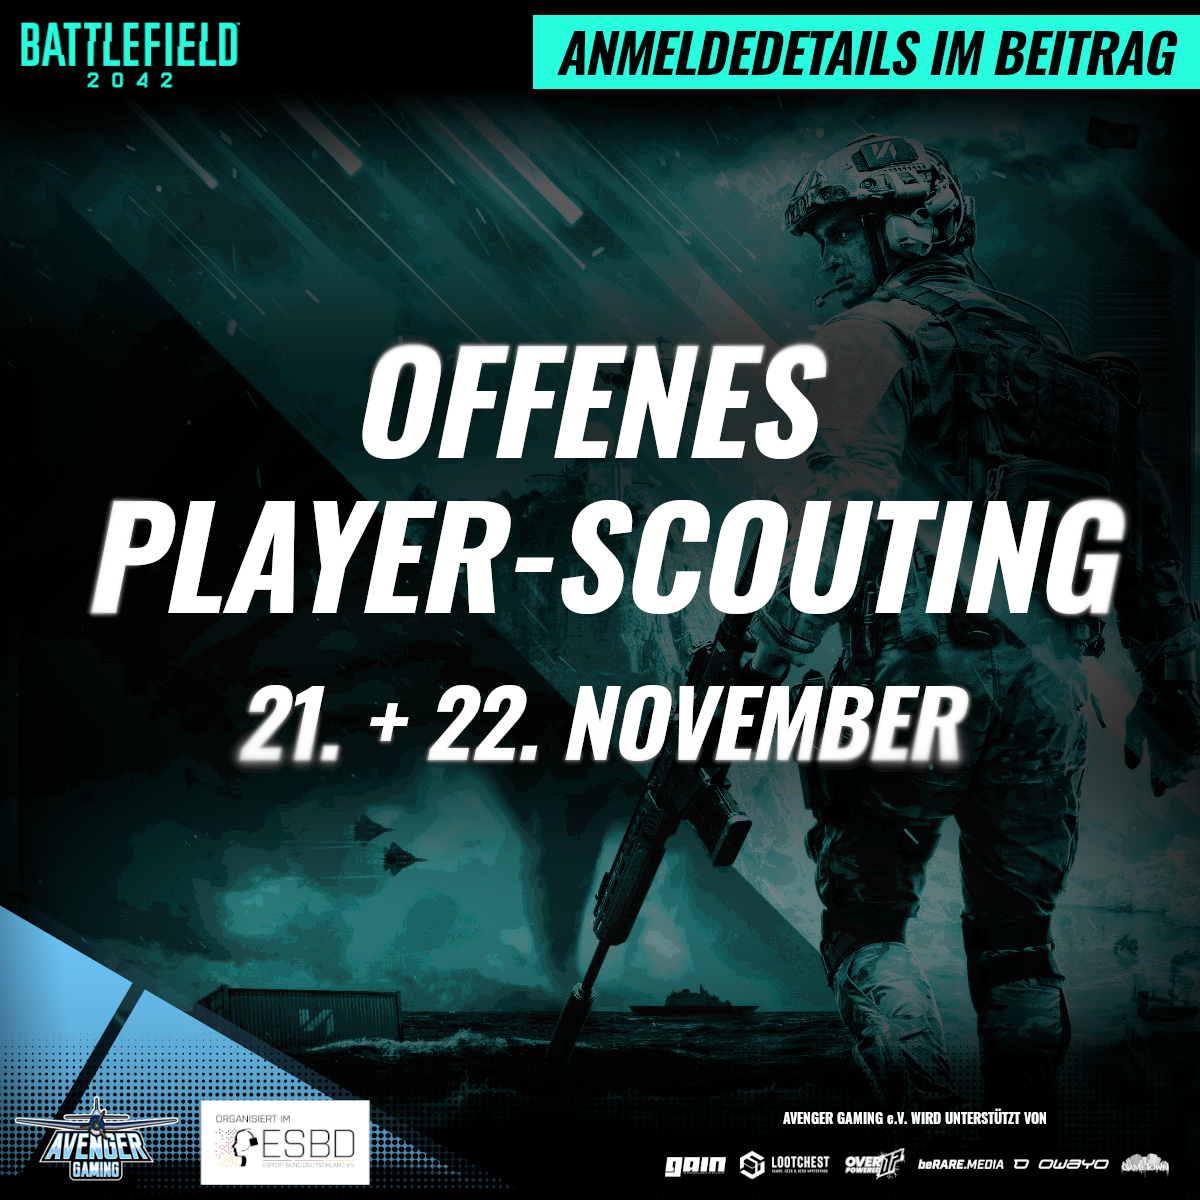 BATTLEFIELD
2042
ANMELDEDETAILS IM BEITRAG
OFFENES
PLAYER-SCOUTING
21. + 22. NOVEMBER
AVENGER
GAMING
ORGANISIERT IM
ESBD
ESPORT-BUND DEUTSCHLAND e.V.
AVENGER GAMING e.V. WIRD UNTERSTÜTZT VON
gain
LOOTCHEST
OVER
POWERED
beRARE.MEDIA
owayo